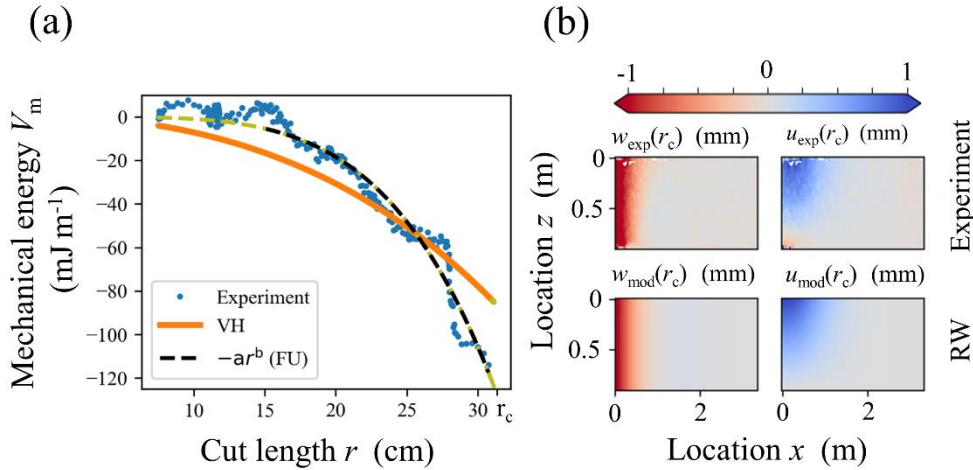 (a)
Mechanical energy Vₘ
(mJ m⁻¹)
0
−20
−40
−60
−80
−100
−120
Experiment
VH
−arᵇ (FU)
10
15
20
25
30
r_c
Cut length r (cm)
(b)
-1
0
1
w_exp(r_c) (mm)
u_exp(r_c) (mm)
0
0.5
Experiment
w_mod(r_c) (mm)
u_mod(r_c) (mm)
0
0.5
RW
Location z (m)
0
2
0
2
Location x (m)